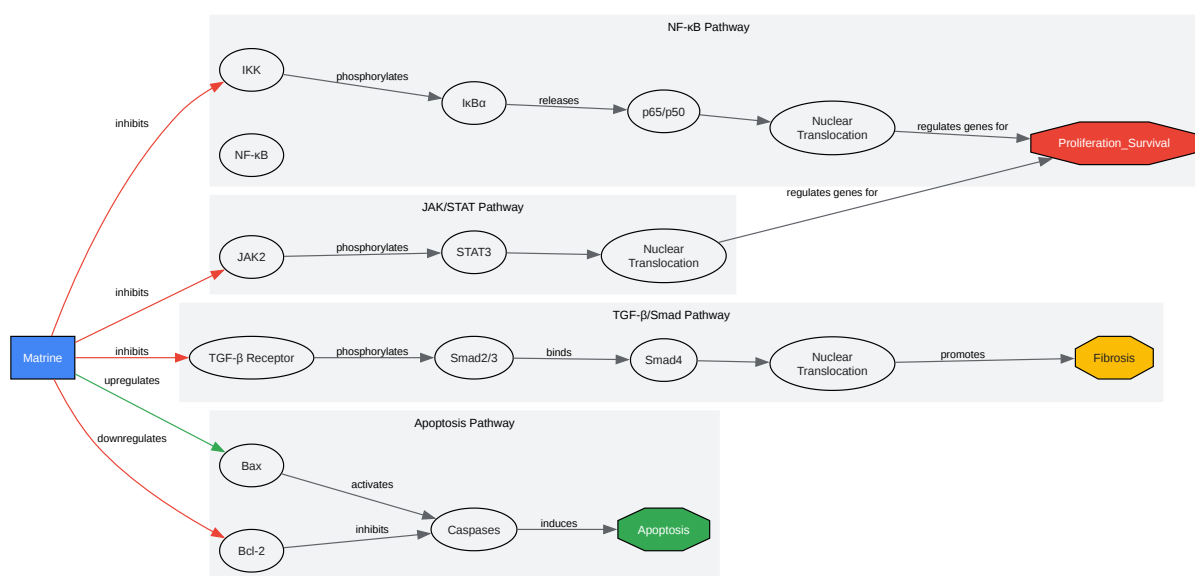 NF-κB Pathway
IKK
phosphorylates
inhibits
IκBα
releases
p65/p50
Nuclear
Translocation
regulates genes for
Proliferation_Survival
NF-κB
regulates genes for
JAK/STAT Pathway
JAK2
phosphorylates
STAT3
Nuclear
Translocation
inhibits
TGF-β/Smad Pathway
Matrine
inhibits
TGF-β Receptor
phosphorylates
Smad2/3
binds
Smad4
Nuclear
Translocation
promotes
Fibrosis
upregulates
downregulates
Apoptosis Pathway
Bax
activates
Bcl-2
inhibits
Caspases
induces
Apoptosis